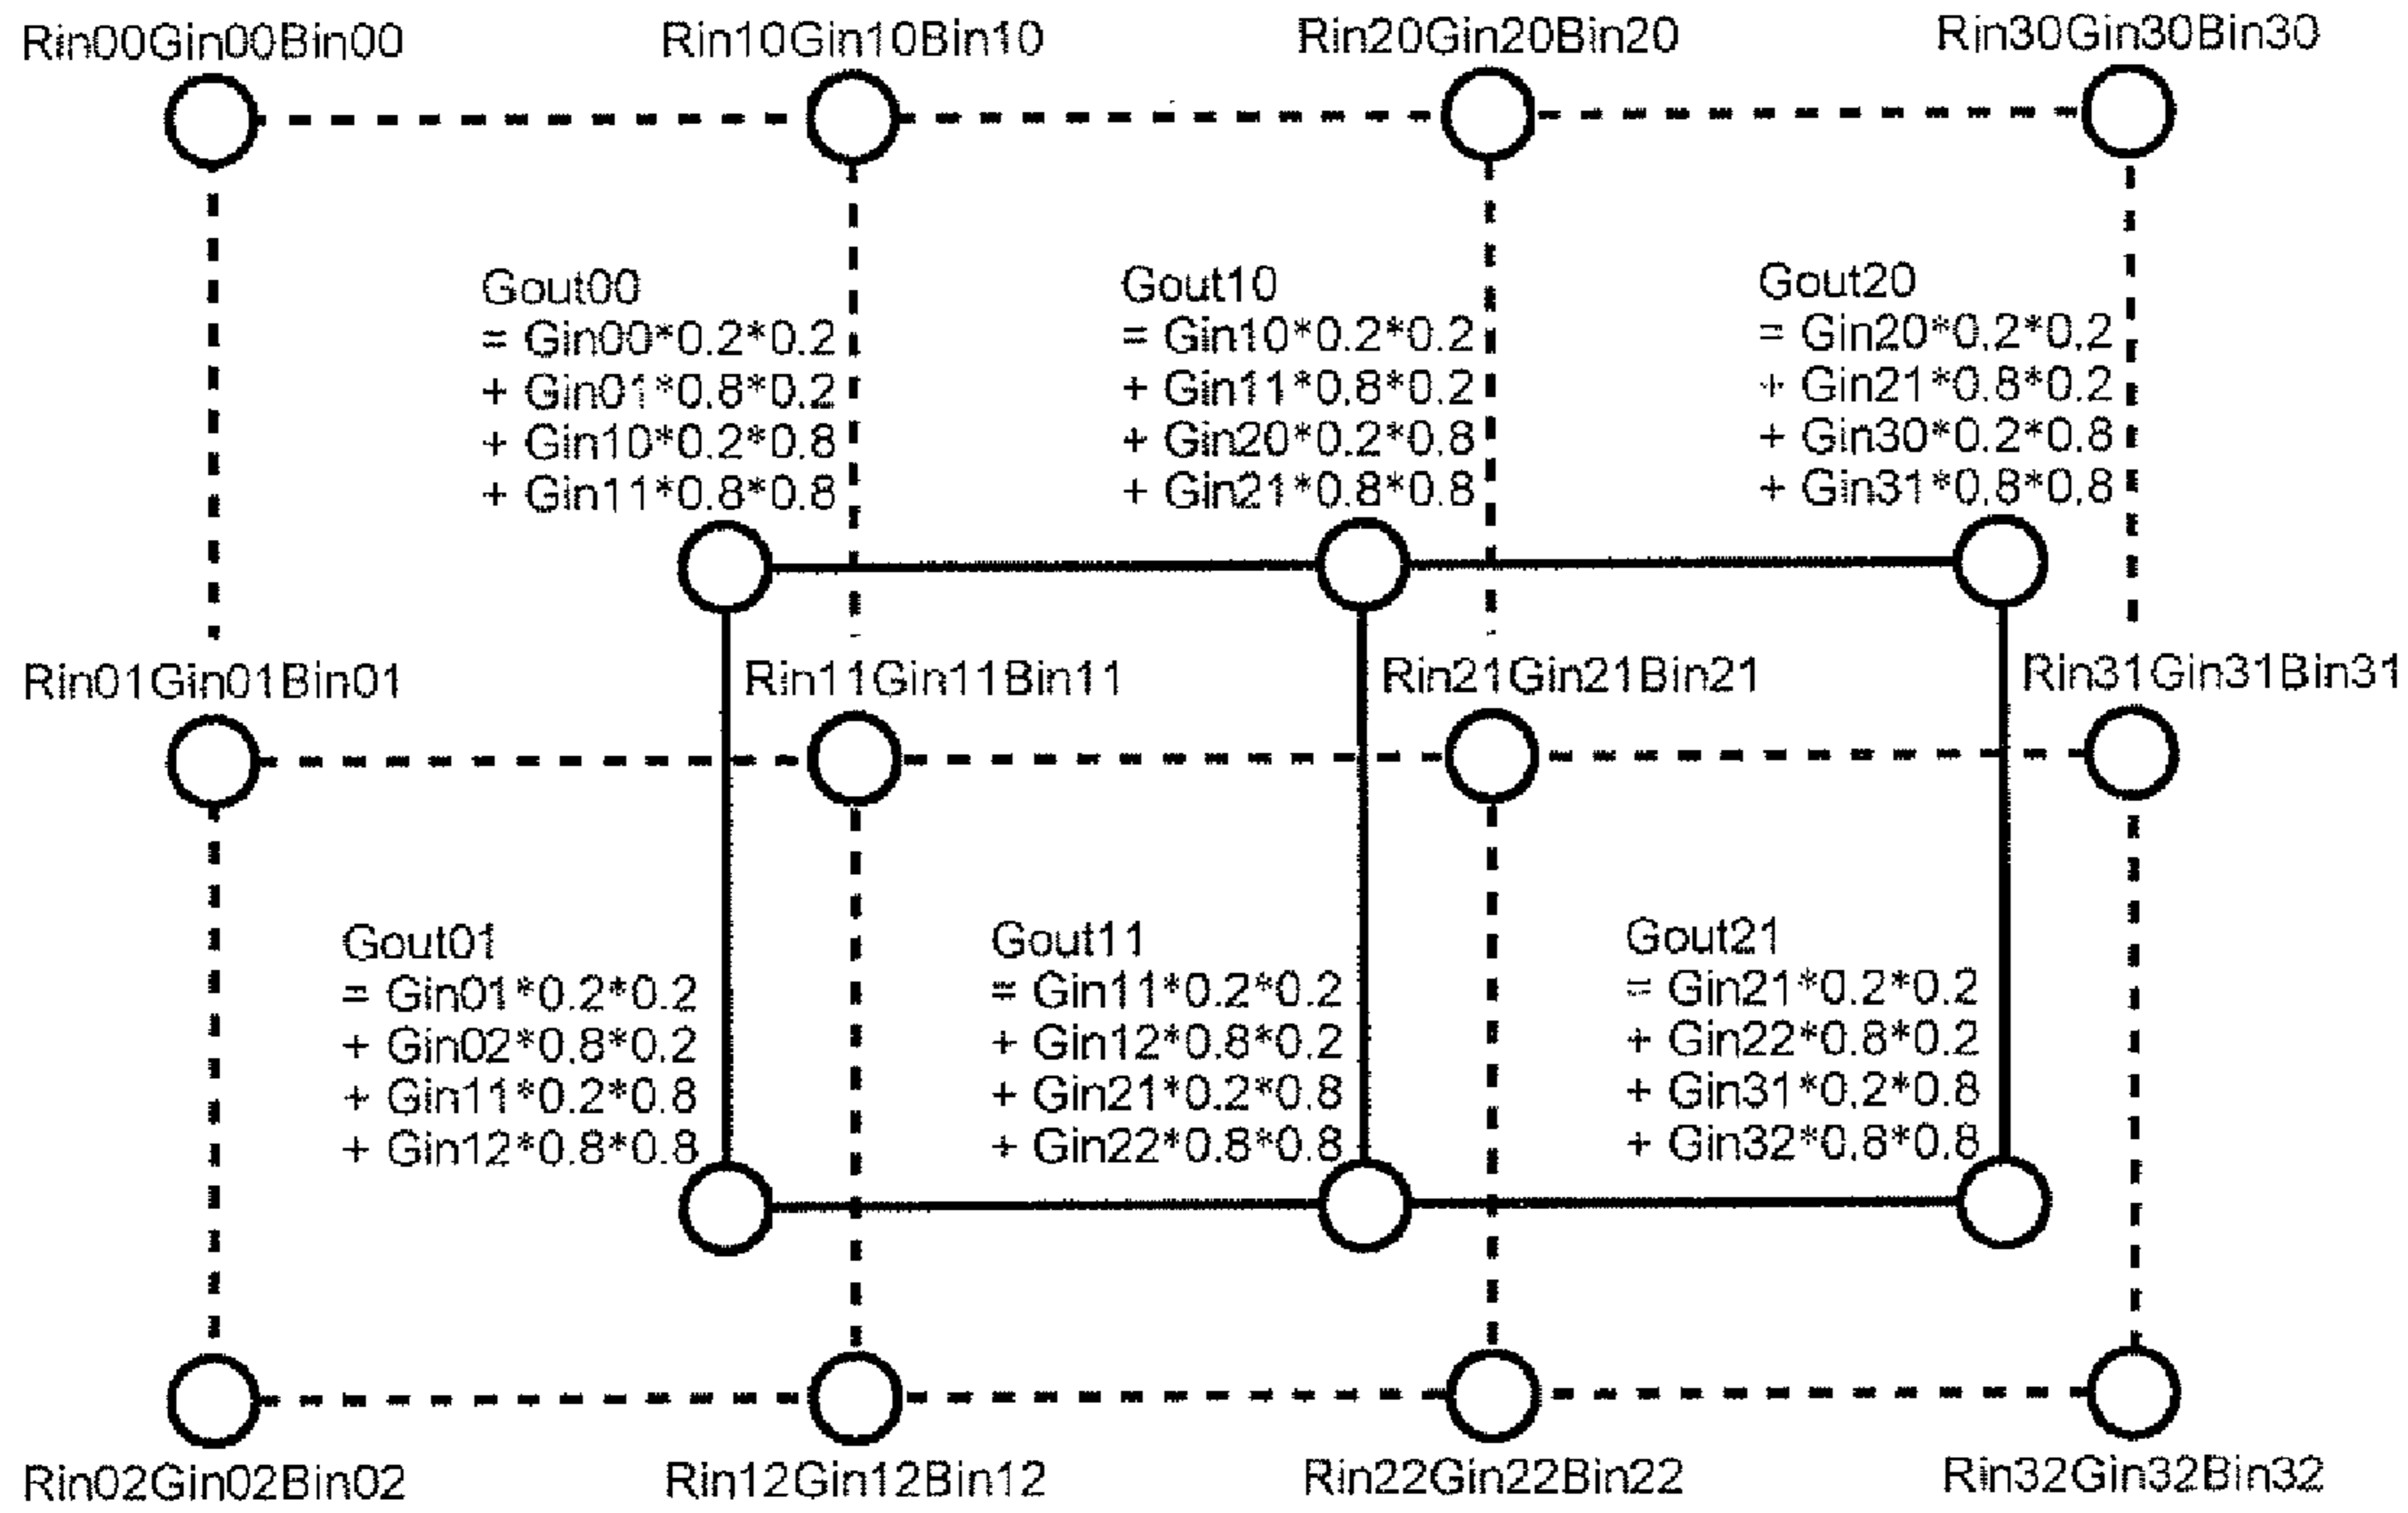 Rin00Gin00Bin00
Rin10Gin10Bin10
Rin20Gin20Bin20
Rin30Gin30Bin30
Gout00
= Gin00*0.2*0.2
+ Gin01*0.8*0.2
+ Gin10*0.2*0.8
+ Gin11*0.8*0.8
Gout10
= Gin10*0.2*0.2
+ Gin11*0.8*0.2
+ Gin20*0.2*0.8
+ Gin21*0.8*0.8
Gout20
= Gin20*0.2*0.2
+ Gin21*0.8*0.2
+ Gin30*0.2*0.8
+ Gin31*0.8*0.8
Rin01Gin01Bin01
Rin11Gin11Bin11
Rin21Gin21Bin21
Rin31Gin31Bin31
Gout01
= Gin01*0.2*0.2
+ Gin02*0.8*0.2
+ Gin11*0.2*0.8
+ Gin12*0.8*0.8
Gout11
= Gin11*0.2*0.2
+ Gin12*0.8*0.2
+ Gin21*0.2*0.8
+ Gin22*0.8*0.8
Gout21
= Gin21*0.2*0.2
+ Gin22*0.8*0.2
+ Gin31*0.2*0.8
+ Gin32*0.8*0.8
Rin02Gin02Bin02
Rin12Gin12Bin12
Rin22Gin22Bin22
Rin32Gin32Bin32